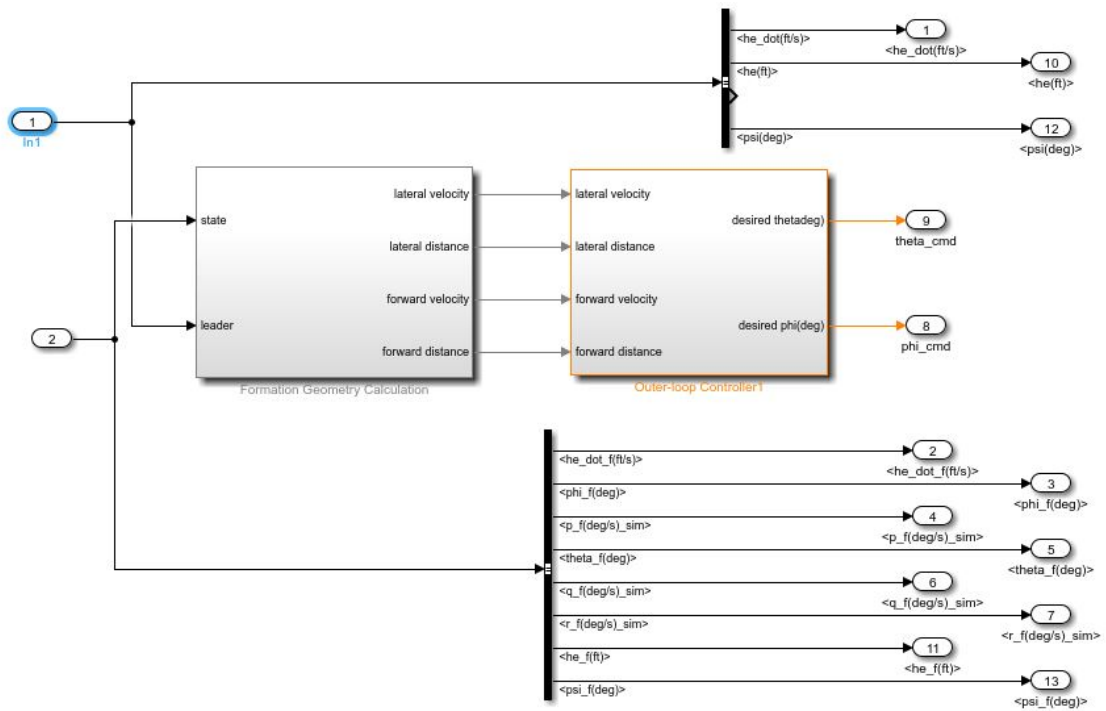 <he_dot(ft/s)>
1
<he_dot(ft/s)>
<he(ft)>
10
<he(ft)>
1
In1
<psi(deg)>
12
<psi(deg)>
state
leader
lateral velocity
lateral distance
forward velocity
forward distance
Formation Geometry Calculation
lateral velocity
lateral distance
forward velocity
forward distance
desired thetadeg)
desired phi(deg)
Outer-loop Controller1
9
theta_cmd
8
phi_cmd
2
<he_dot_f(ft/s)>
2
<he_dot_f(ft/s)>
<phi_f(deg)>
3
<phi_f(deg)>
<p_f(deg/s)_sim>
4
<p_f(deg/s)_sim>
<theta_f(deg)>
5
<theta_f(deg)>
<q_f(deg/s)_sim>
6
<q_f(deg/s)_sim>
<r_f(deg/s)_sim>
7
<r_f(deg/s)_sim>
<he_f(ft)>
11
<he_f(ft)>
<psi_f(deg)>
13
<psi_f(deg)>